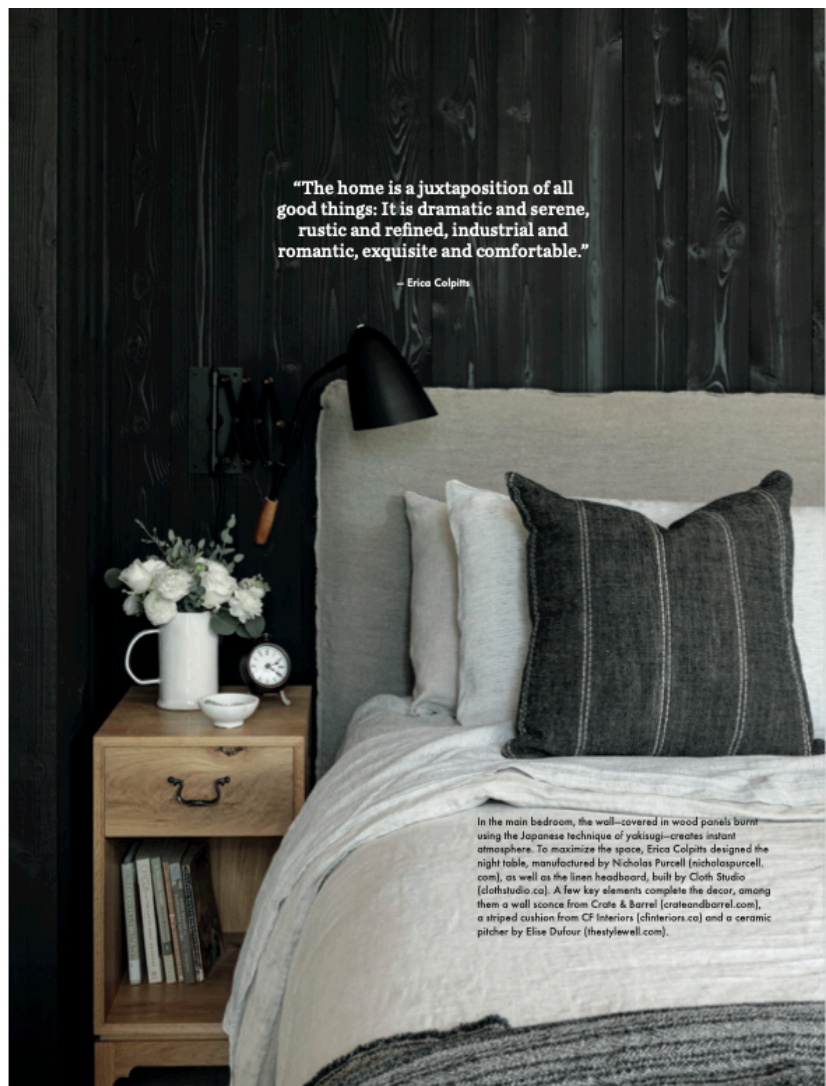 “The home is a juxtaposition of all
good things: It is dramatic and serene,
rustic and refined, industrial and
romantic, exquisite and comfortable.”
– Erica Colpitts
In the main bedroom, the wall—covered in wood panels burnt
using the Japanese technique of yakisugi—creates instant
atmosphere. To maximize the space, Erica Colpitts designed the
night table, manufactured by Nicholas Purcell (nicholaspurcell.
com), as well as the linen headboard, built by Cloth Studio
(clothstudio.ca). A few key elements complete the decor, among
them a wall sconce from Crate & Barrel (crateandbarrel.com),
a striped cushion from CF Interiors (cfinteriors.ca) and a ceramic
pitcher by Elise Dufour (thestylewell.com).